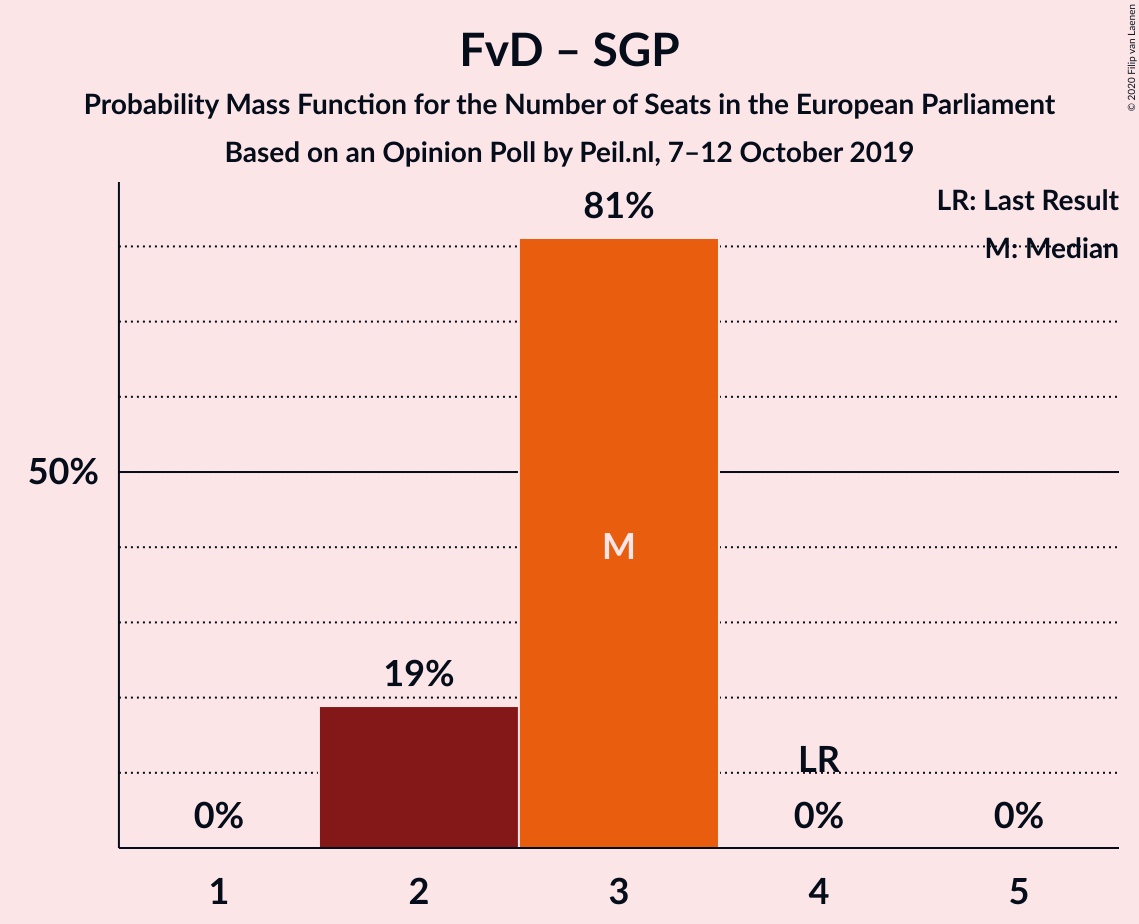 FvD – SGP
Probability Mass Function for the Number of Seats in the European Parliament
Based on an Opinion Poll by Peil.nl, 7–12 October 2019
© 2020 Filip van Laenen
LR: Last Result
M: Median
81%
50%
M
19%
LR
0%
0%
0%
1
2
3
4
5